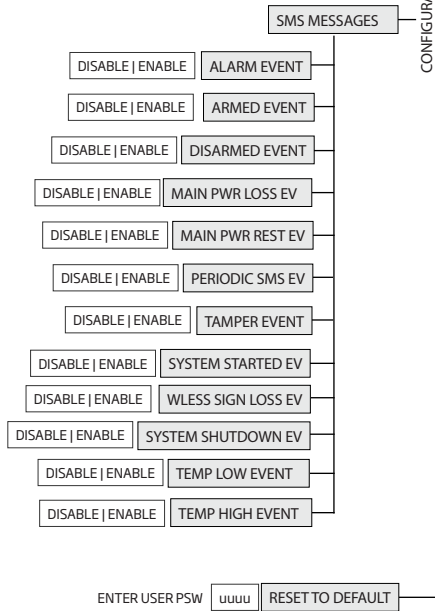 SMS MESSAGES
DISABLE | ENABLE ALARM EVENT
DISABLE | ENABLE ARMED EVENT
DISABLE | ENABLE DISARMED EVENT
DISABLE | ENABLE MAIN PWR LOSS EV
DISABLE | ENABLE MAIN PWR REST EV
DISABLE | ENABLE PERIODIC SMS EV
DISABLE | ENABLE TAMPER EVENT
DISABLE | ENABLE SYSTEM STARTED EV
DISABLE | ENABLE WLESS SIGN LOSS EV
DISABLE | ENABLE SYSTEM SHUTDOWN EV
DISABLE | ENABLE TEMP LOW EVENT
DISABLE | ENABLE TEMP HIGH EVENT
ENTER USER PSW uuuu RESET TO DEFAULT